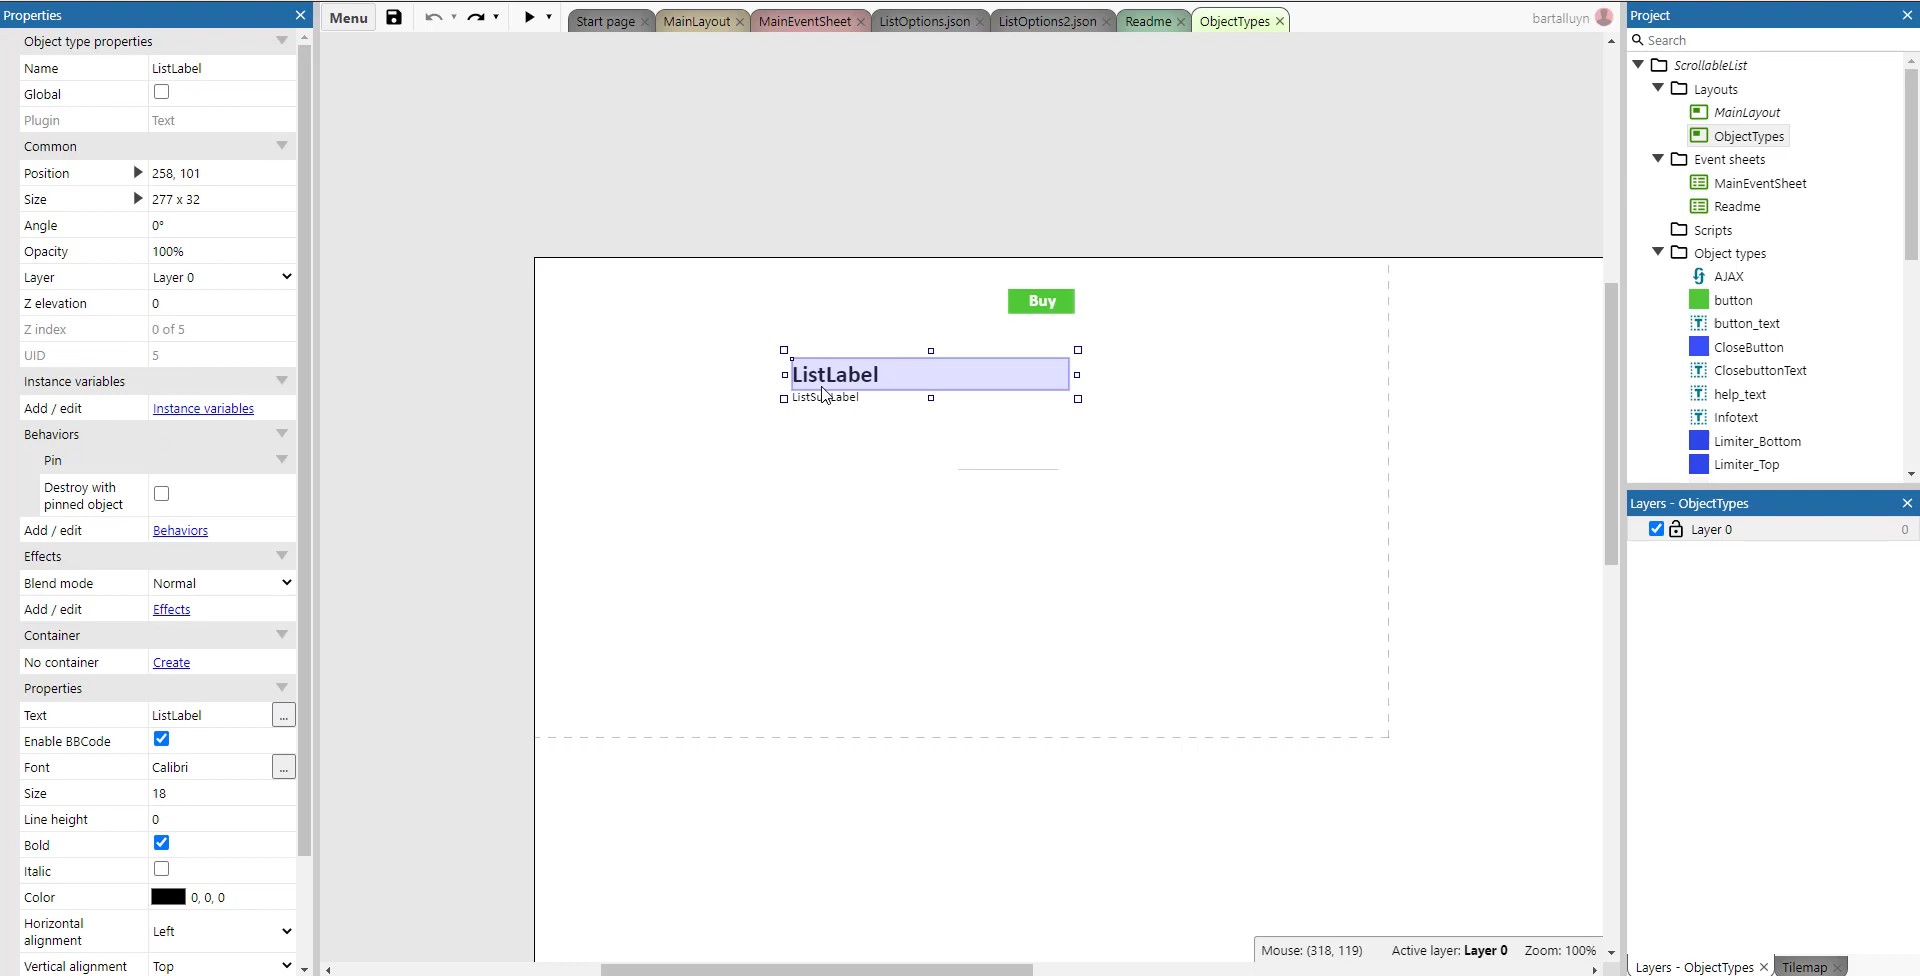 Properties
Menu
Start page
MainLayout
MainEventSheet
ListOptions.json
ListOptions2.json
Readme
ObjectTypes
bartalluyn
Project
Object type properties
Name ListLabel
Global
Plugin Text
Common
Position 258, 101
Size 277 x 32
Angle 0°
Opacity 100%
Layer Layer 0
Z elevation 0
Z index 0 of 5
UID 5
Instance variables
Add / edit Instance variables
Behaviors
Pin
Destroy with
pinned object
Add / edit Behaviors
Effects
Blend mode Normal
Add / edit Effects
Container
No container Create
Properties
Text ListLabel ...
Enable BBCode
Font Calibri ...
Size 18
Line height 0
Bold
Italic
Color 0, 0, 0
Horizontal
alignment Left
Vertical alignment Top
Buy
ListLabel
Mouse: (318, 119) Active layer: Layer 0 Zoom: 100%
Search
ScrollableList
Layouts
MainLayout
ObjectTypes
Event sheets
MainEventSheet
Readme
Scripts
Object types
AJAX
button
button_text
CloseButton
ClosebuttonText
help_text
Infotext
Limiter_Bottom
Limiter_Top
Layers - ObjectTypes
Layer 0 0
Layers - ObjectTypes
Tilemap